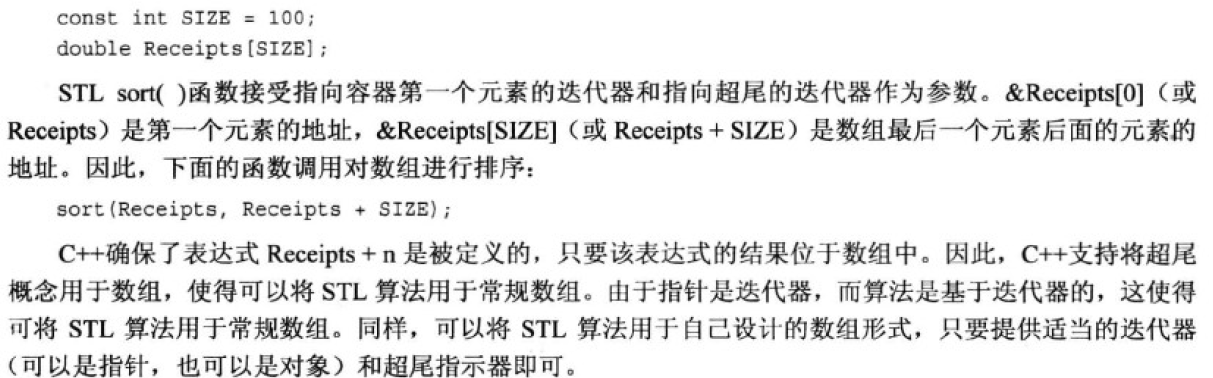 const int SIZE = 100;
double Receipts[SIZE];
STL sort( )函数接受指向容器第一个元素的迭代器和指向超尾的迭代器作为参数。&Receipts[0]（或
Receipts）是第一个元素的地址，&Receipts[SIZE]（或 Receipts + SIZE）是数组最后一个元素后面的元素的
地址。因此，下面的函数调用对数组进行排序：
sort(Receipts, Receipts + SIZE);
C++确保了表达式 Receipts + n 是被定义的，只要该表达式的结果位于数组中。因此，C++支持将超尾
概念用于数组，使得可以将 STL 算法用于常规数组。由于指针是迭代器，而算法是基于迭代器的，这使得
可将 STL 算法用于常规数组。同样，可以将 STL 算法用于自己设计的数组形式，只要提供适当的迭代器
（可以是指针，也可以是对象）和超尾指示器即可。